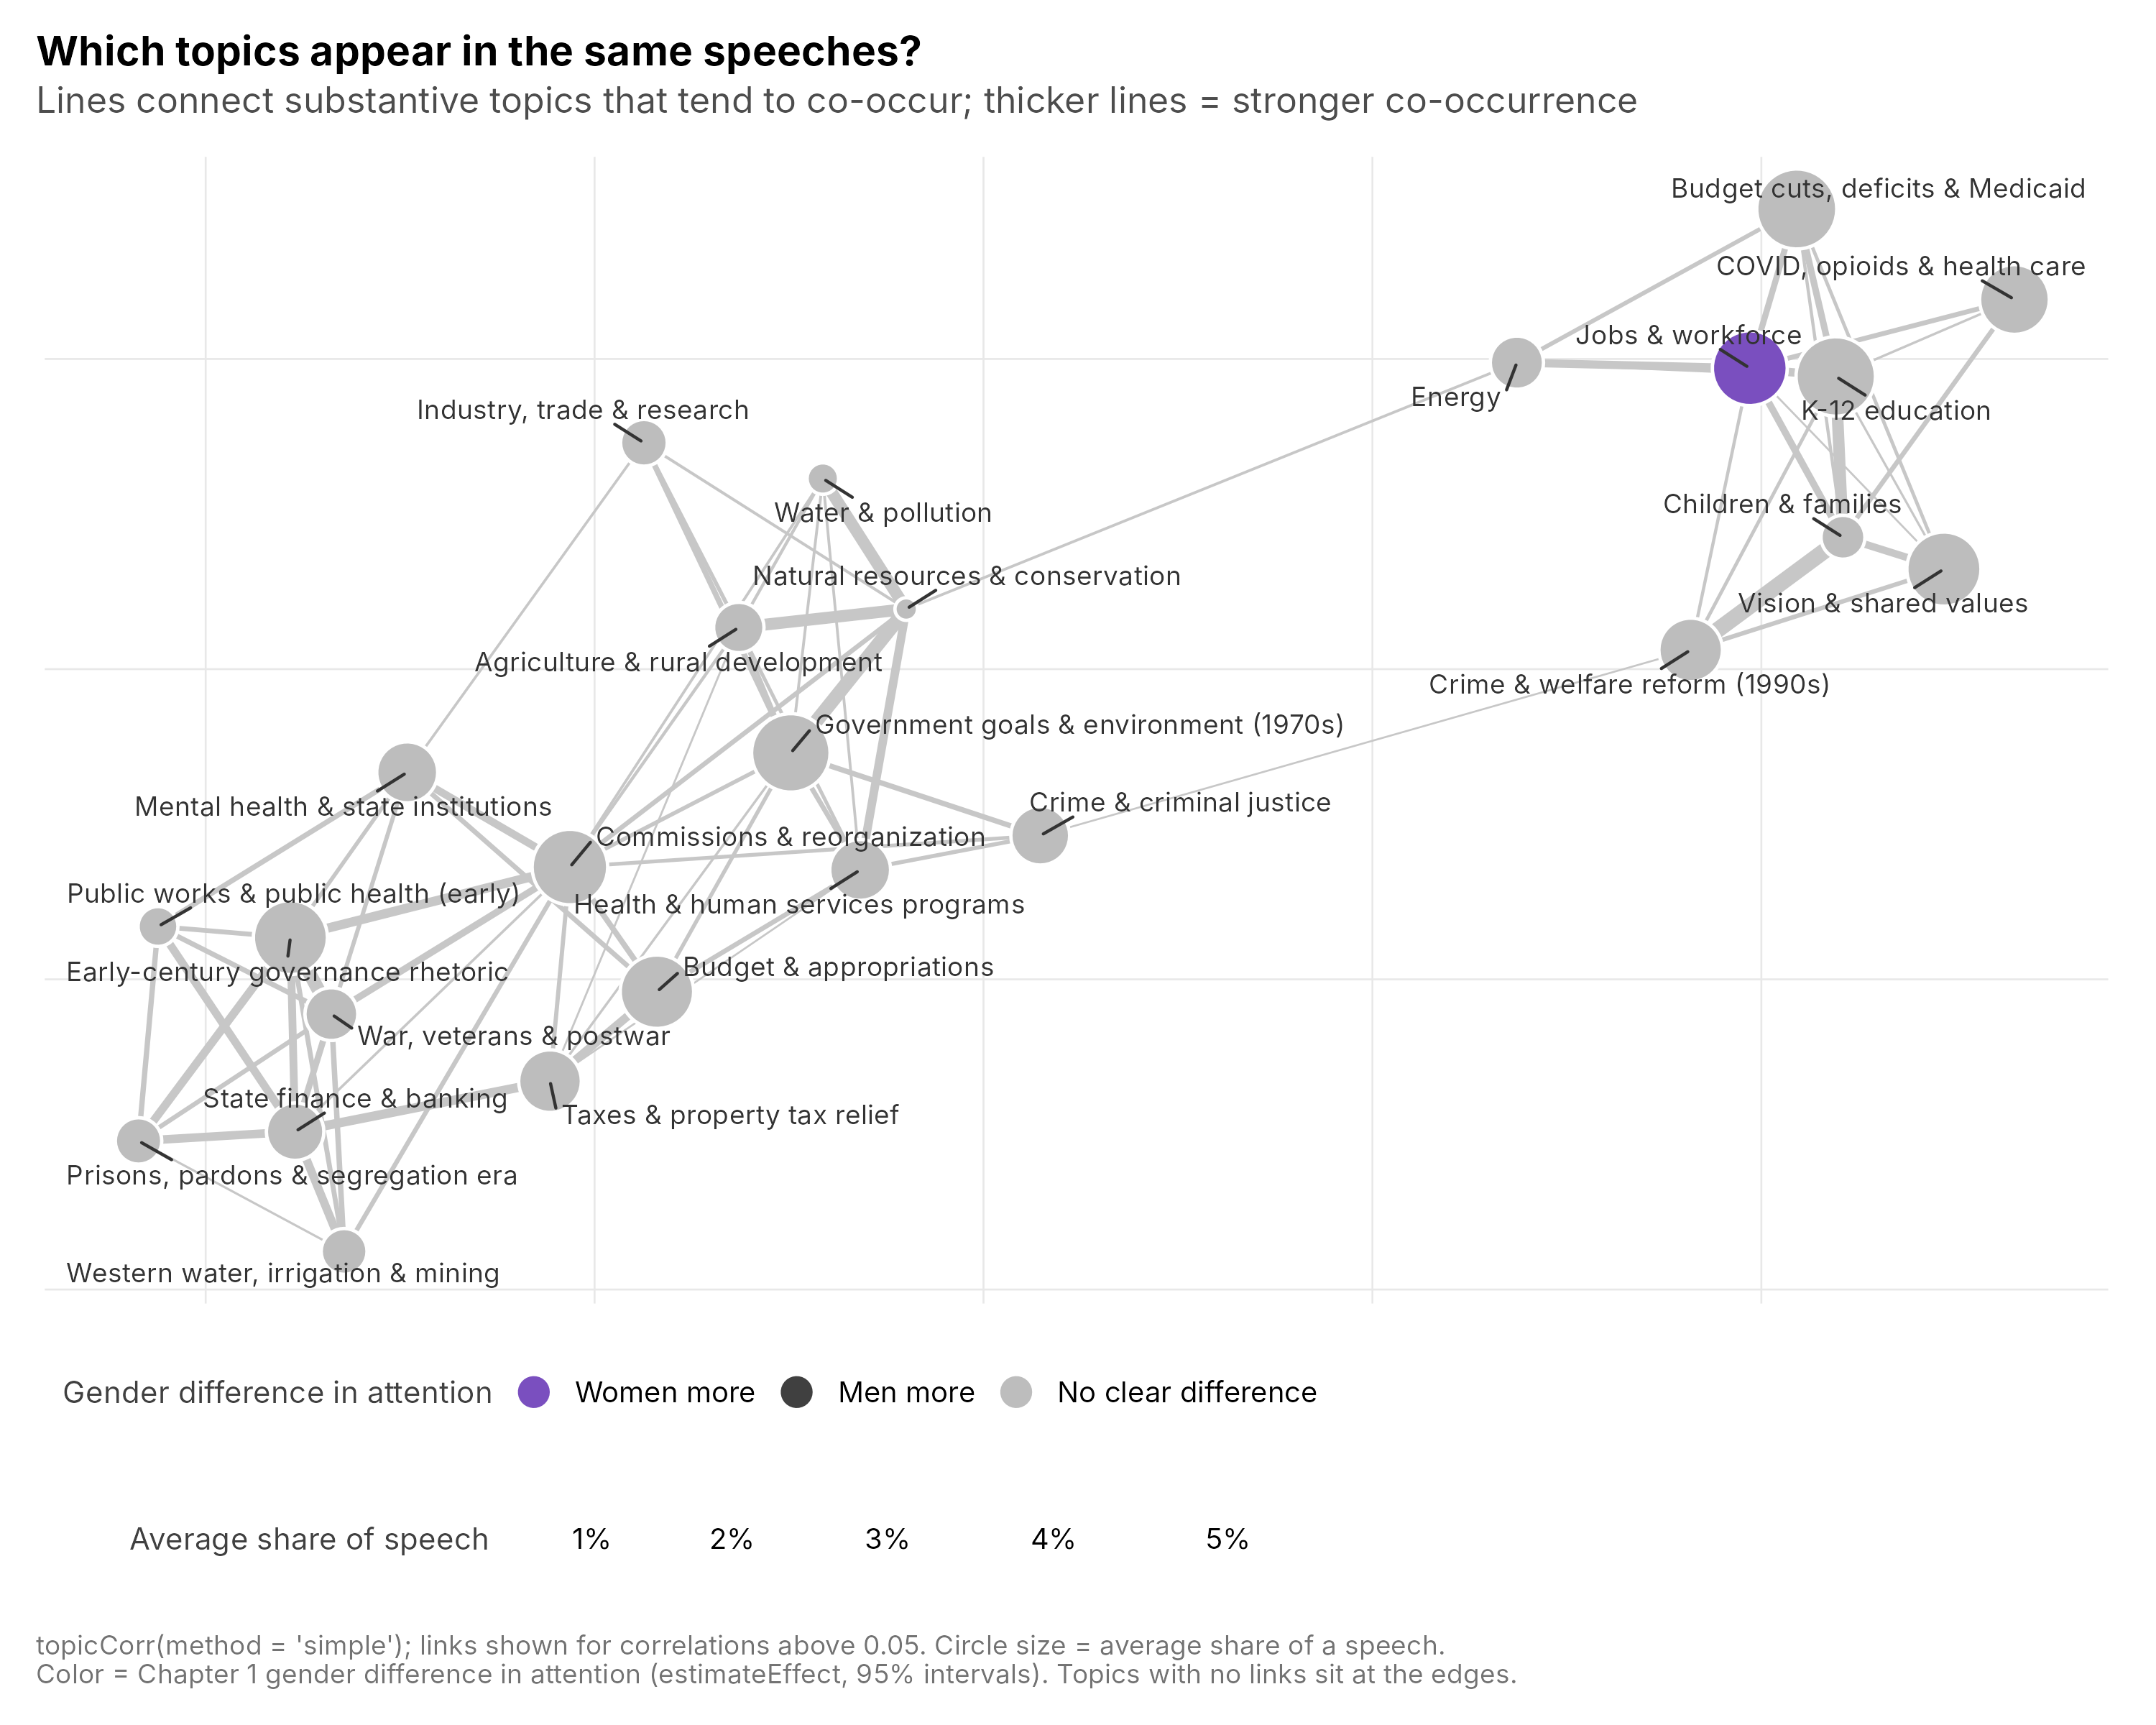 Which topics appear in the same speeches?
Lines connect substantive topics that tend to co-occur; thicker lines = stronger co-occurrence
Budget cuts, deficits & Medicaid
COVID, opioids & health care
Jobs & workforce
Energy
K-12 education
Industry, trade & research
Water & pollution
Children & families
Natural resources & conservation
Vision & shared values
Agriculture & rural development
Crime & welfare reform (1990s)
Government goals & environment (1970s)
Mental health & state institutions
Crime & criminal justice
Commissions & reorganization
Public works & public health (early)
Health & human services programs
Early-century governance rhetoric
Budget & appropriations
War, veterans & postwar
State finance & banking
Taxes & property tax relief
Prisons, pardons & segregation era
Western water, irrigation & mining
Gender difference in attention Women more Men more No clear difference
Average share of speech 1% 2% 3% 4% 5%
topicCorr(method = 'simple'); links shown for correlations above 0.05. Circle size = average share of a speech.
Color = Chapter 1 gender difference in attention (estimateEffect, 95% intervals). Topics with no links sit at the edges.